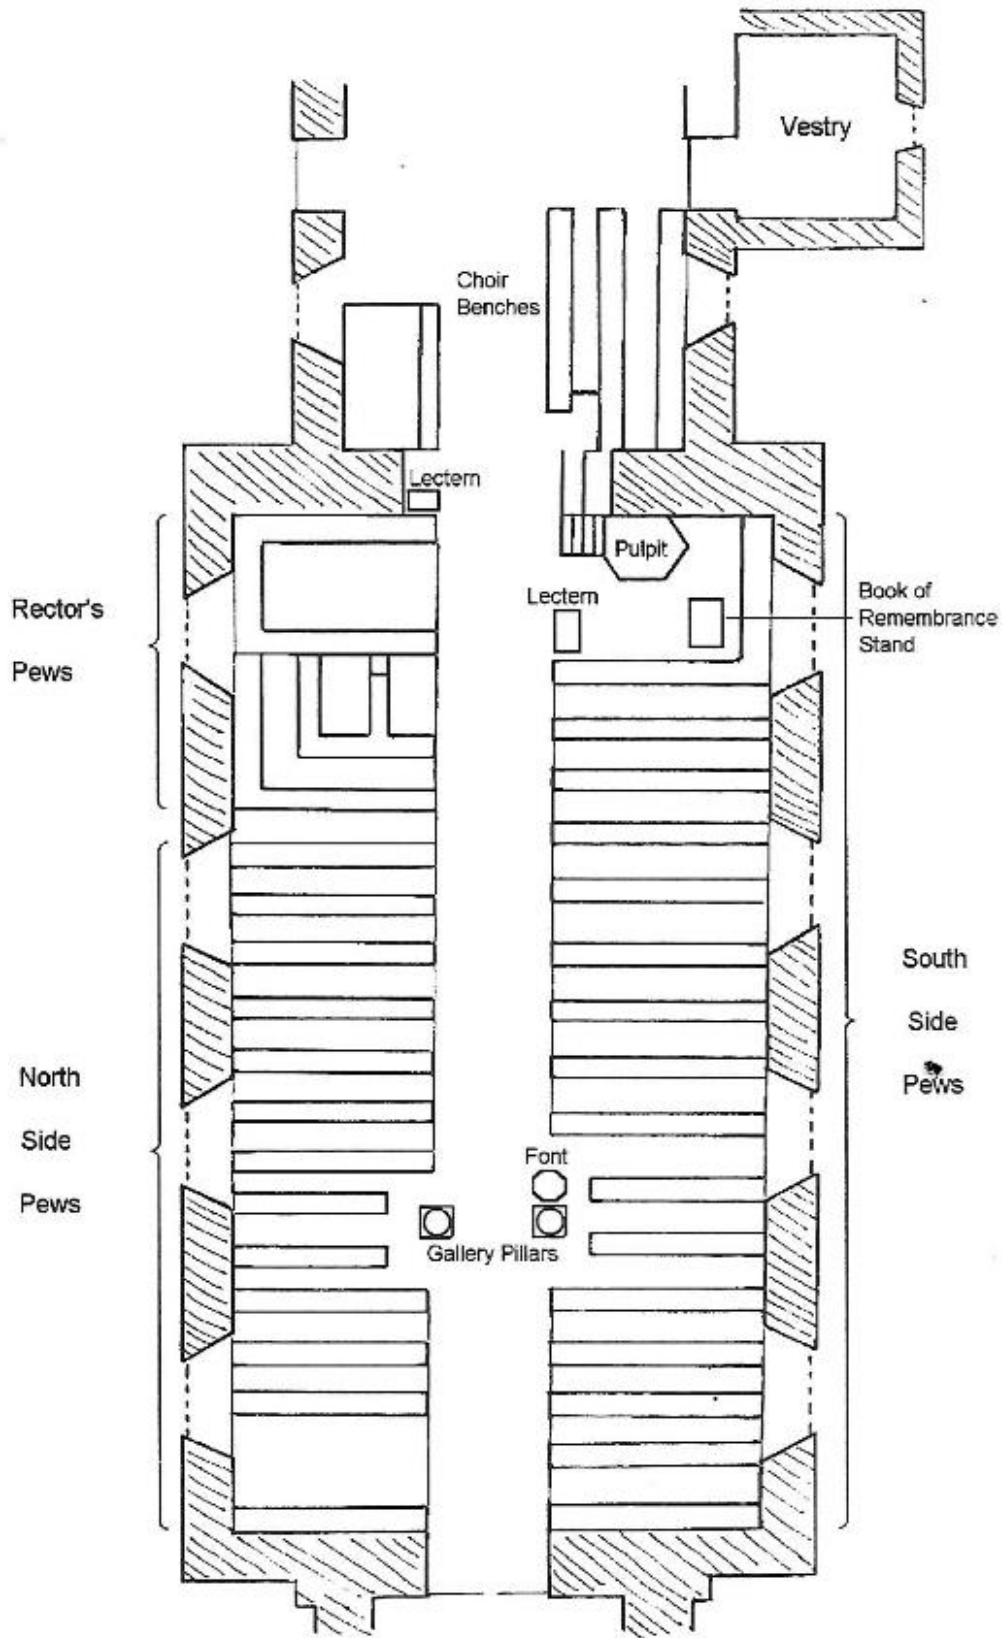 Vestry
Choir
Benches
Lectern
Pulpit
Rector's
Pews
Lectern
Book of
Remembrance
Stand
South
Side
Pews
North
Side
Pews
Font
Gallery Pillars